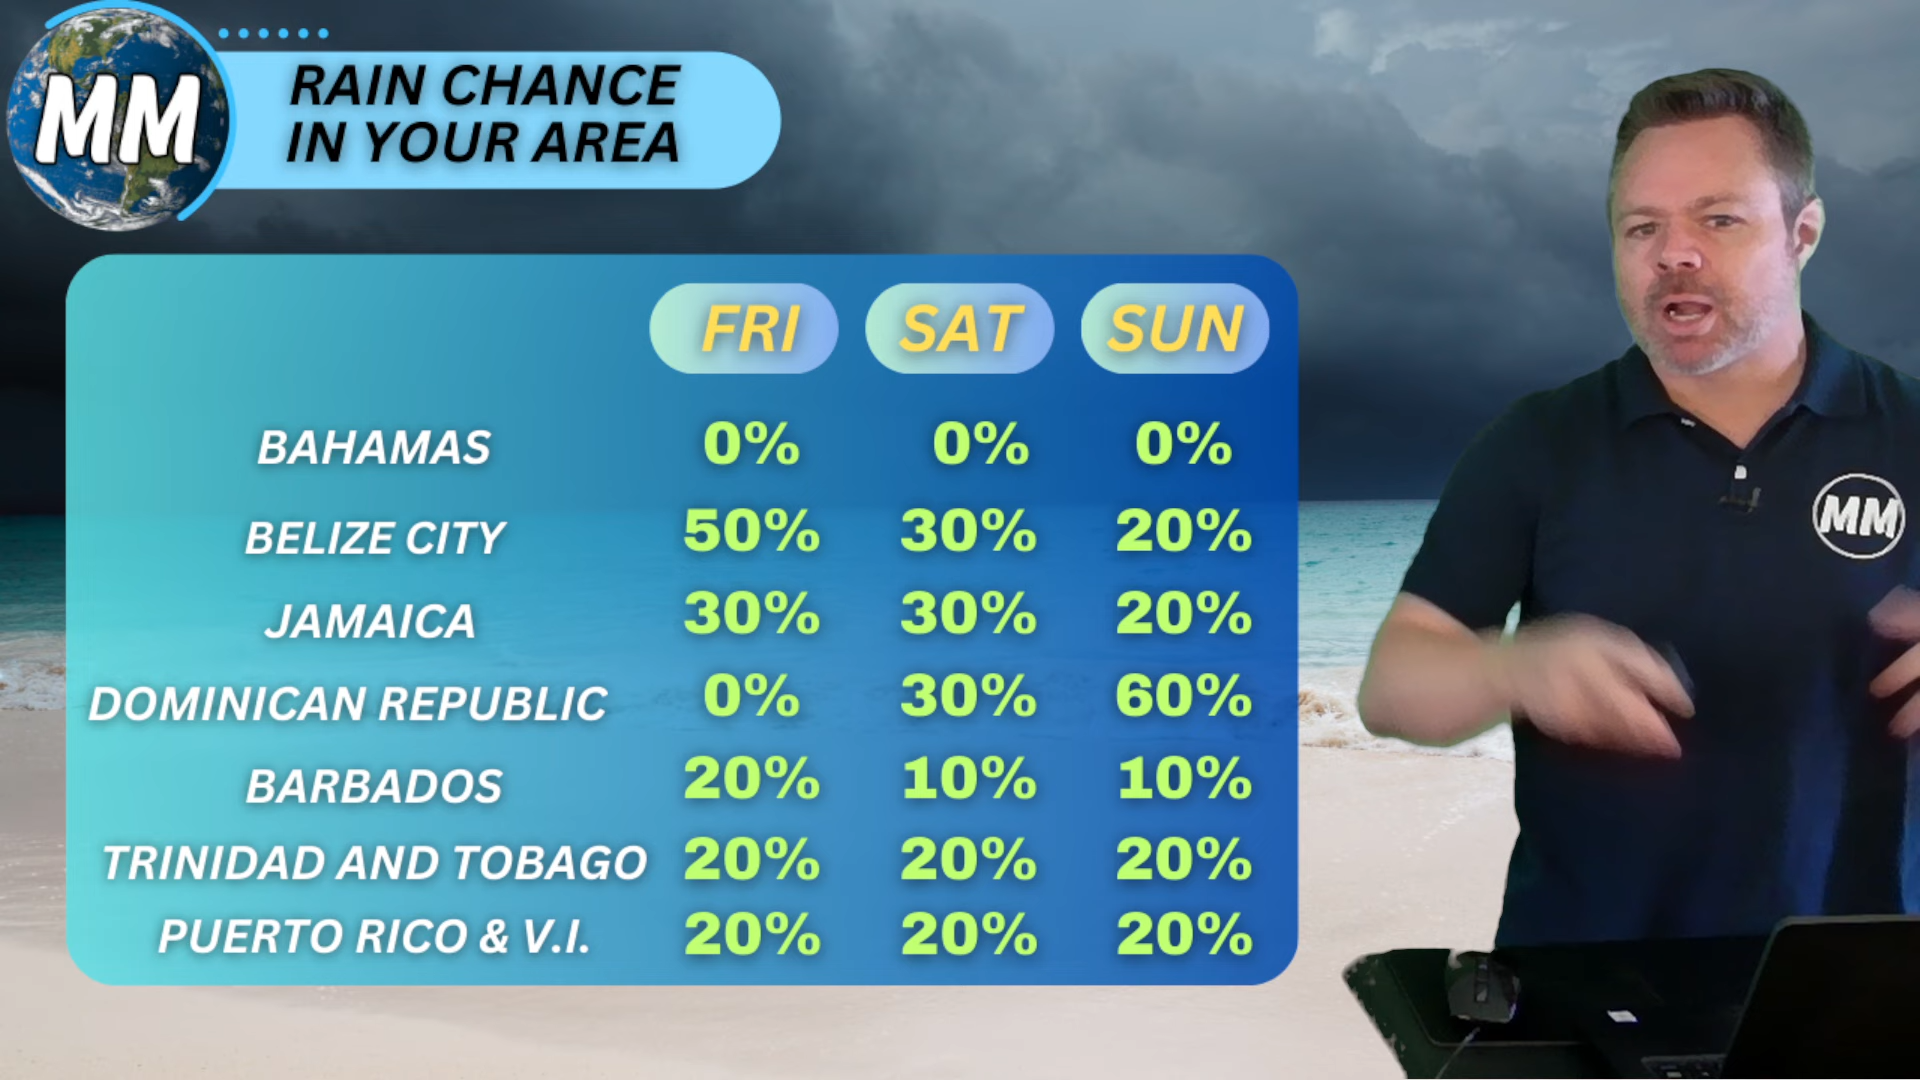 MM
RAIN CHANCE
IN YOUR AREA
FRI SAT SUN
BAHAMAS 0% 0% 0%
BELIZE CITY 50% 30% 20%
JAMAICA 30% 30% 20%
DOMINICAN REPUBLIC 0% 30% 60%
BARBADOS 20% 10% 10%
TRINIDAD AND TOBAGO 20% 20% 20%
PUERTO RICO & V.I. 20% 20% 20%
MM